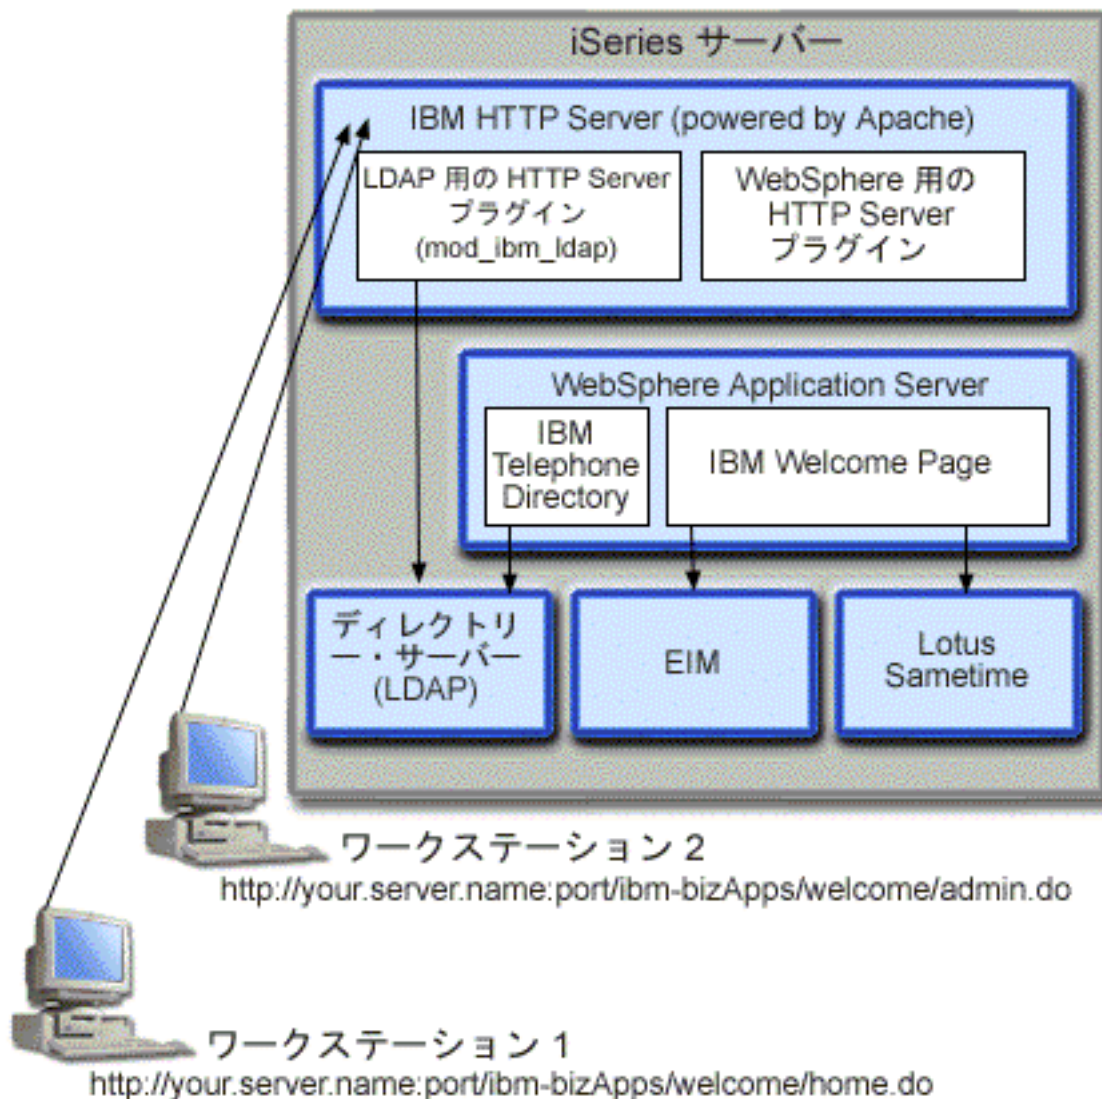 iSeries サーバー
IBM HTTP Server (powered by Apache)
LDAP 用の HTTP Server
プラグイン
(mod_ibm_ldap)
WebSphere 用の
HTTP Server
プラグイン
WebSphere Application Server
IBM
Telephone
Directory
IBM Welcome Page
ディレクトリ
ー・サーバー
(LDAP)
EIM
Lotus
Sametime
ワークステーション 2
http://your.server.name:port/ibm-bizApps/welcome/admin.do
ワークステーション 1
http://your.server.name:port/ibm-bizApps/welcome/home.do